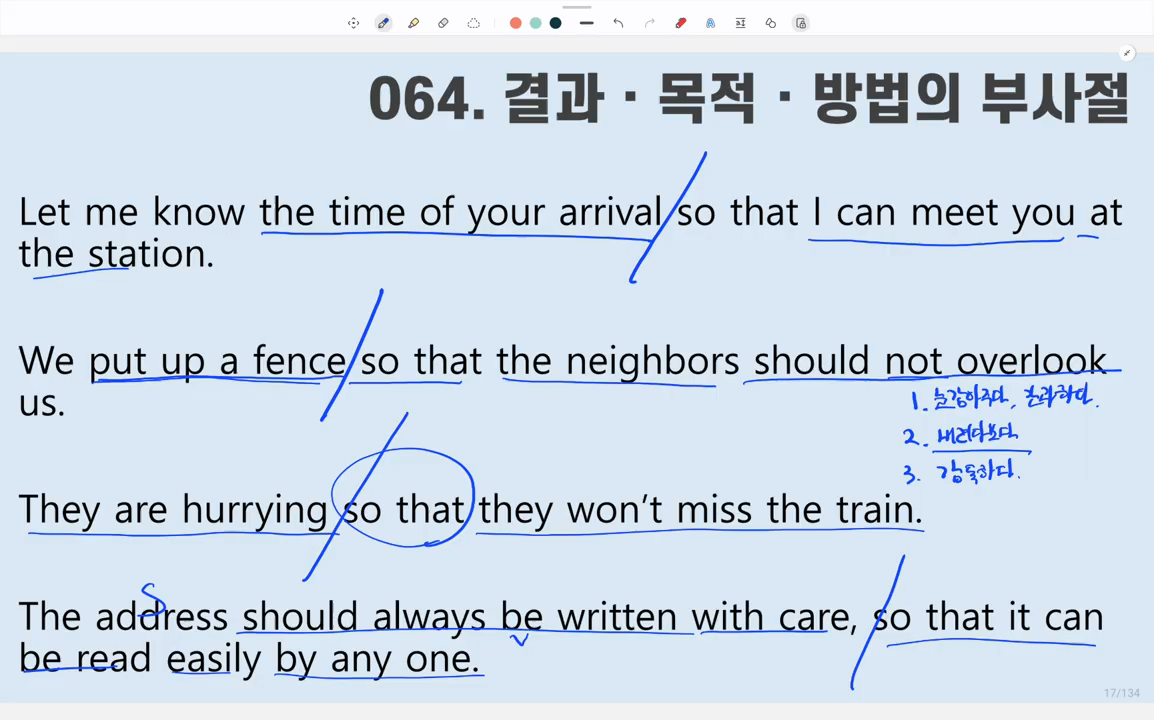 064. 결과 · 목적 · 방법의 부사절
Let me know the time of your arrival so that I can meet you at
the station.
We put up a fence so that the neighbors should not overlook
us.
1. 눈감아주다, 간과하다.
2. 내려다보다
3. 감독하다.
They are hurrying so that they won't miss the train.
S
The address should always be written with care, so that it can
V
be read easily by any one.
17/134